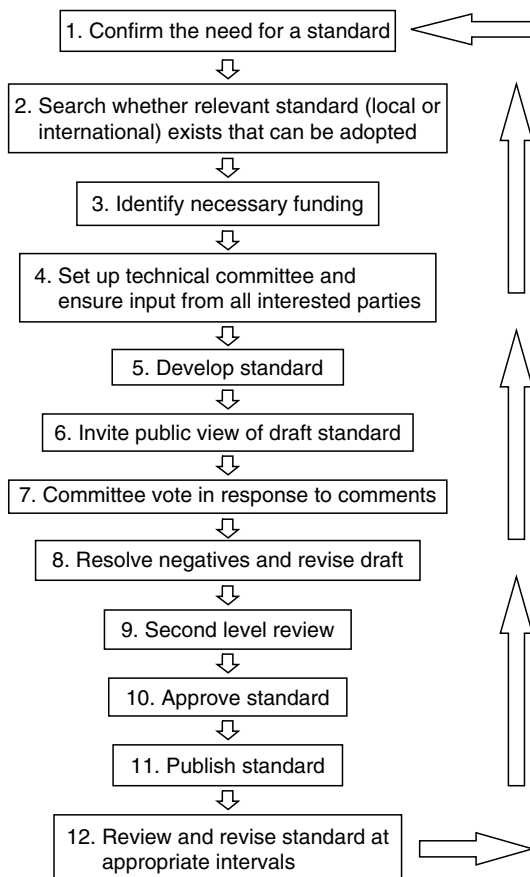 1. Confirm the need for a standard
2. Search whether relevant standard (local or
international) exists that can be adopted
3. Identify necessary funding
4. Set up technical committee and
ensure input from all interested parties
5. Develop standard
6. Invite public view of draft standard
7. Committee vote in response to comments
8. Resolve negatives and revise draft
9. Second level review
10. Approve standard
11. Publish standard
12. Review and revise standard at
appropriate intervals